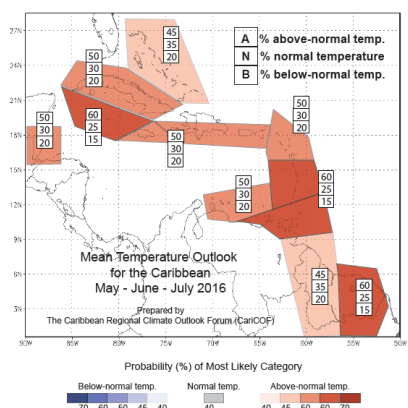 27N
24N
21N
18N
15N
12N
9N
6N
3N
90W
85W
80W
75W
70W
65W
60W
55W
50W
A % above-normal temp.
N % normal temperature
B % below-normal temp.
45
35
20
50
30
20
50
30
20
60
25
15
50
30
20
50
30
20
50
30
20
60
25
15
45
35
20
60
25
15
Mean Temperature Outlook
for the Caribbean
May - June - July 2016
Prepared by
The Caribbean Regional Climate Outlook Forum (CariCOF)
Probability (%) of Most Likely Category
Below-normal temp. Normal temp. Above-normal temp.
70 60 50 45 40 40 40 45 50 60 70